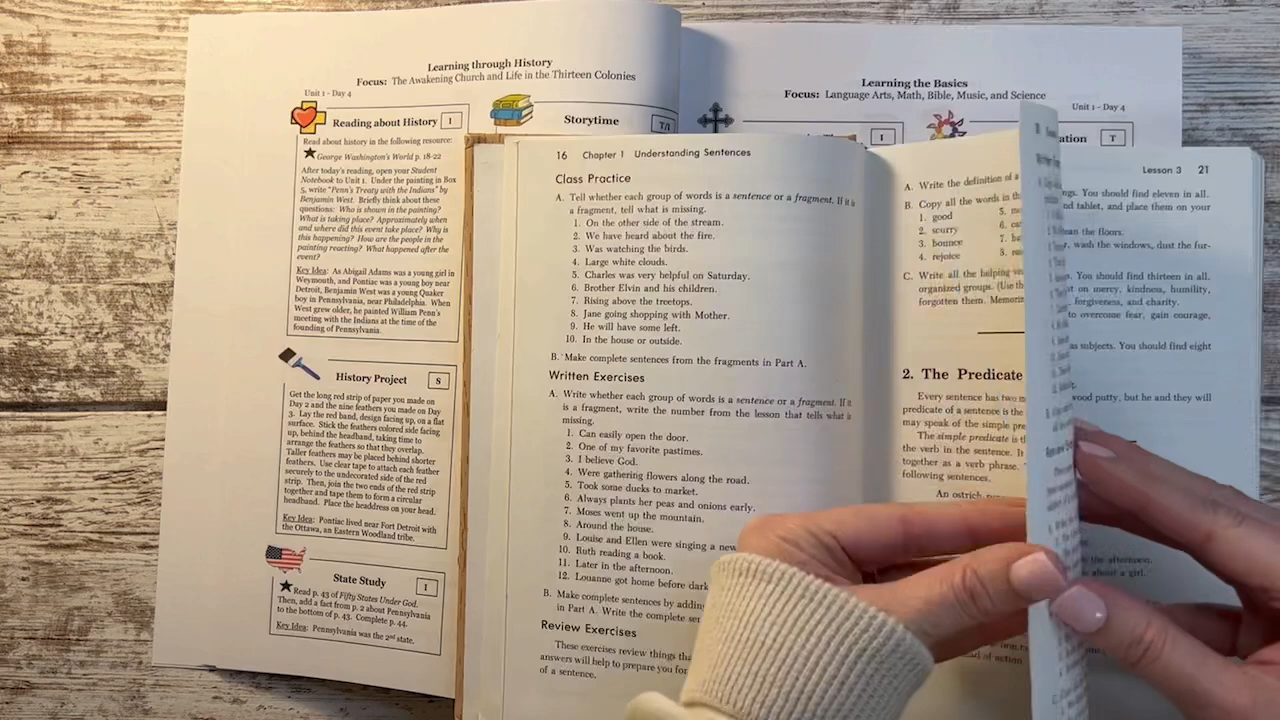 Learning through History
Focus: The Awakening Church and Life in the Thirteen Colonies
Unit 1 - Day 4
Reading about History I
Read about history in the following resource:
George Washington's World p. 18-22
After today's reading, open your Student
Notebook to Unit 1. Under the painting in Box
5, write "Penn's Treaty with the Indians" by
Benjamin West. Briefly think about these
questions: Who is shown in the painting?
What is taking place? Approximately when
and where did this event take place? Why is
this happening? How are the people in the
painting reacting? What happened after the
event?
Key Idea: As Abigail Adams was a young girl in
Weymouth, and Pontiac was a young boy near
Detroit, Benjamin West was a young Quaker
boy in Pennsylvania, near Philadelphia. When
West grew older, he painted William Penn's
meeting with the Indians at the time of the
founding of Pennsylvania.
Storytime T/I
History Project S
Get the long red strip of paper you made on
Day 2 and the nine feathers you made on Day
3. Lay the red band, design facing up, on a flat
surface. Stick the feathers colored side facing
up, behind the headband, taking time to
arrange the feathers so that they overlap.
Taller feathers may be placed behind shorter
feathers. Use clear tape to attach each feather
securely to the undecorated side of the red
strip. Then, join the two ends of the red strip
together and tape them to form a circular
headband. Place the headdress on your head.
Key Idea: Pontiac lived near Fort Detroit with
the Ottawa, an Eastern Woodland tribe.
State Study I
Read p. 43 of Fifty States Under God.
Then, add a fact from p. 2 about Pennsylvania
to the bottom of p. 43. Complete p. 44.
Key Idea: Pennsylvania was the 2nd state.
Learning the Basics
Focus: Language Arts, Math, Bible, Music, and Science
Unit 1 - Day 4
I
ation T
16 Chapter 1 Understanding Sentences
Class Practice
A. Tell whether each group of words is a sentence or a fragment. If it is
a fragment, tell what is missing.
1. On the other side of the stream.
2. We have heard about the fire.
3. Was watching the birds.
4. Large white clouds.
5. Charles was very helpful on Saturday.
6. Brother Elvin and his children.
7. Rising above the treetops.
8. Jane going shopping with Mother.
9. He will have some left.
10. In the house or outside.
B. Make complete sentences from the fragments in Part A.
Written Exercises
A. Write whether each group of words is a sentence or a fragment. If it
is a fragment, write the number from the lesson that tells what is
missing.
1. Can easily open the door.
2. One of my favorite pastimes.
3. I believe God.
4. Were gathering flowers along the road.
5. Took some ducks to market.
6. Always plants her peas and onions early.
7. Moses went up the mountain.
8. Around the house.
9. Louise and Ellen were singing a new
10. Ruth reading a book.
11. Later in the afternoon.
12. Louanne got home before dark
B. Make complete sentences by adding
in Part A. Write the complete sen
Review Exercises
These exercises review things tha
answers will help to prepare you for
of a sentence.
A. Write the definition of a
B. Copy all the words in th
1. good
2. scurry
3. bounce
4. rejoice
C. Write all the helping ve
organized groups. (Use th
forgotten them. Memoriz
2. The Predicate
Every sentence has two m
predicate of a sentence is the
may speak of the simple pre
The simple predicate is th
the verb in the sentence. It
together as a verb phrase.
following sentences.
An ostrich
Lesson 3 21
ngs. You should find eleven in all.
nd tablet, and place them on your
ean the floors.
wash the windows, dust the fur-
You should find thirteen in all.
t on mercy, kindness, humility,
forgiveness, and charity.
to overcome fear, gain courage,
as subjects. You should find eight
wood putty, but he and they will
the afternoon.
about a girl.